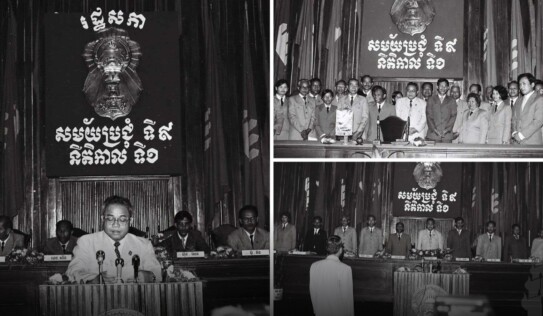 រដ្ឋសភា
សម័យប្រជុំ ទី៩
នីតិកាល ទី១
សម័យប្រជុំ ទី៩
នីតិកាល ទី១
សម័យប្រជុំ ទី៩
នីតិកាល ទី១